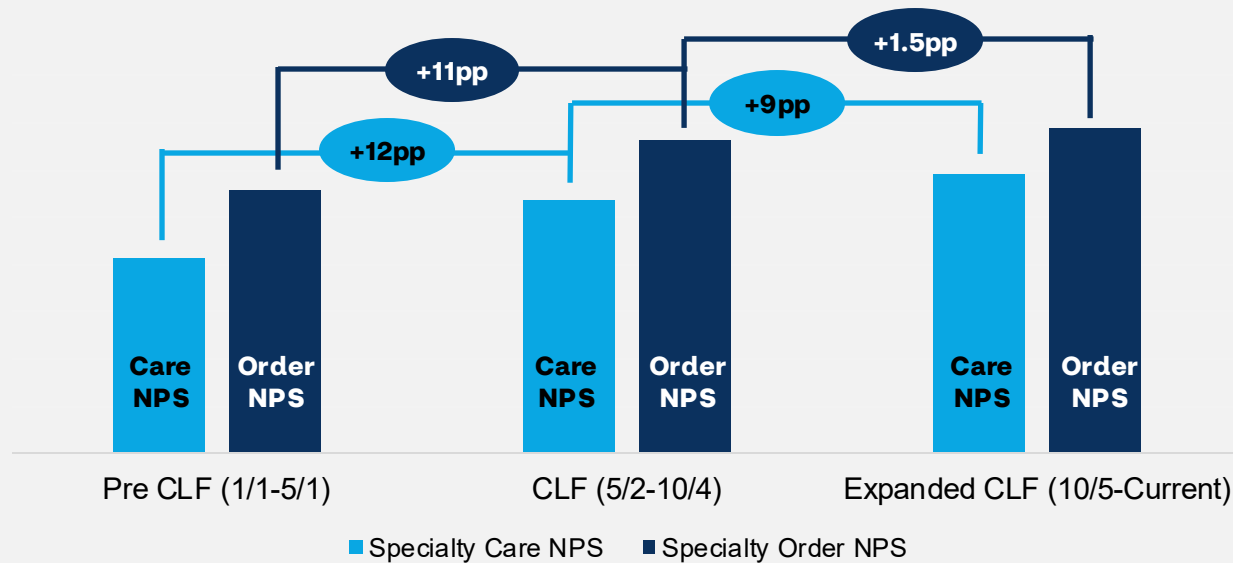 +1.5pp
+11pp
+9pp
+12pp
Care
NPS
Order
NPS
Care
NPS
Order
NPS
Care
NPS
Order
NPS
Pre CLF (1/1-5/1)
CLF (5/2-10/4)
Expanded CLF (10/5-Current)
Specialty Care NPS
Specialty Order NPS